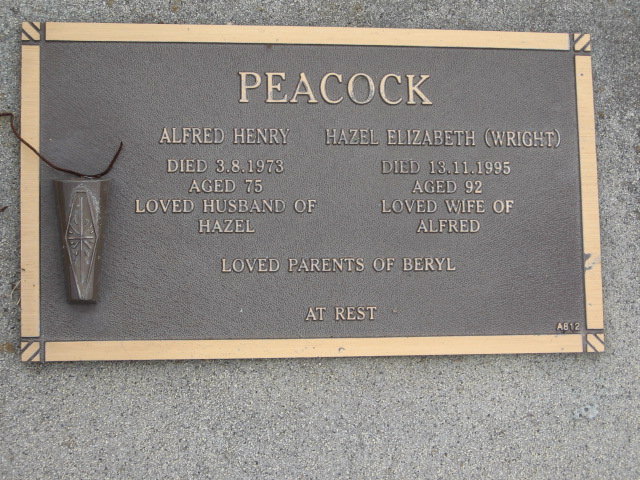 PEACOCK
ALFRED HENRY
DIED 3.8.1973
AGED 75
LOVED HUSBAND OF
HAZEL
HAZEL ELIZABETH (WRIGHT)
DIED 13.11.1995
AGED 92
LOVED WIFE OF
ALFRED
LOVED PARENTS OF BERYL
AT REST
A612